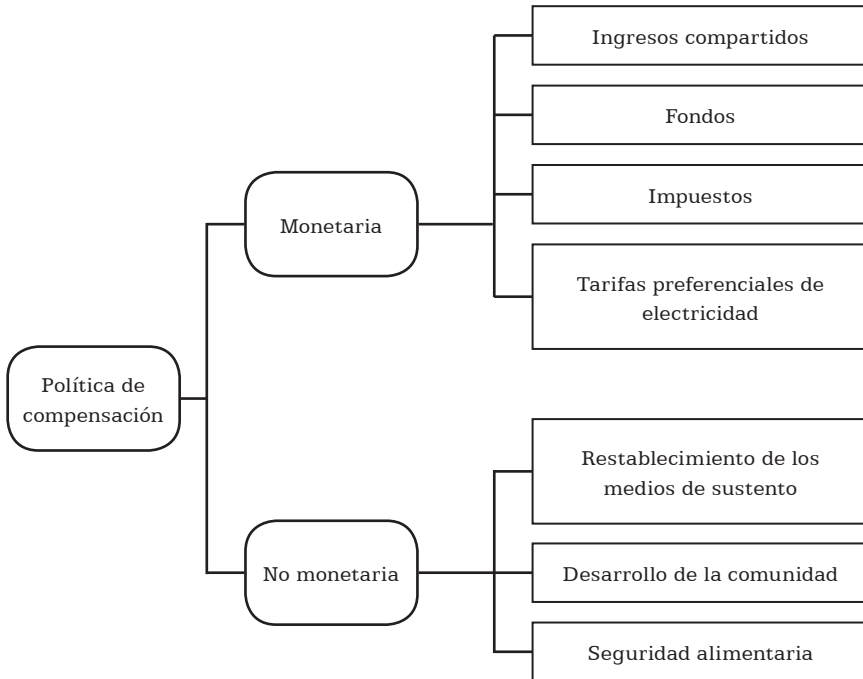 Ingresos compartidos
Fondos
Impuestos
Tarifas preferenciales de
electricidad
Monetaria
Política de
compensación
No monetaria
Restablecimiento de los
medios de sustento
Desarrollo de la comunidad
Seguridad alimentaria